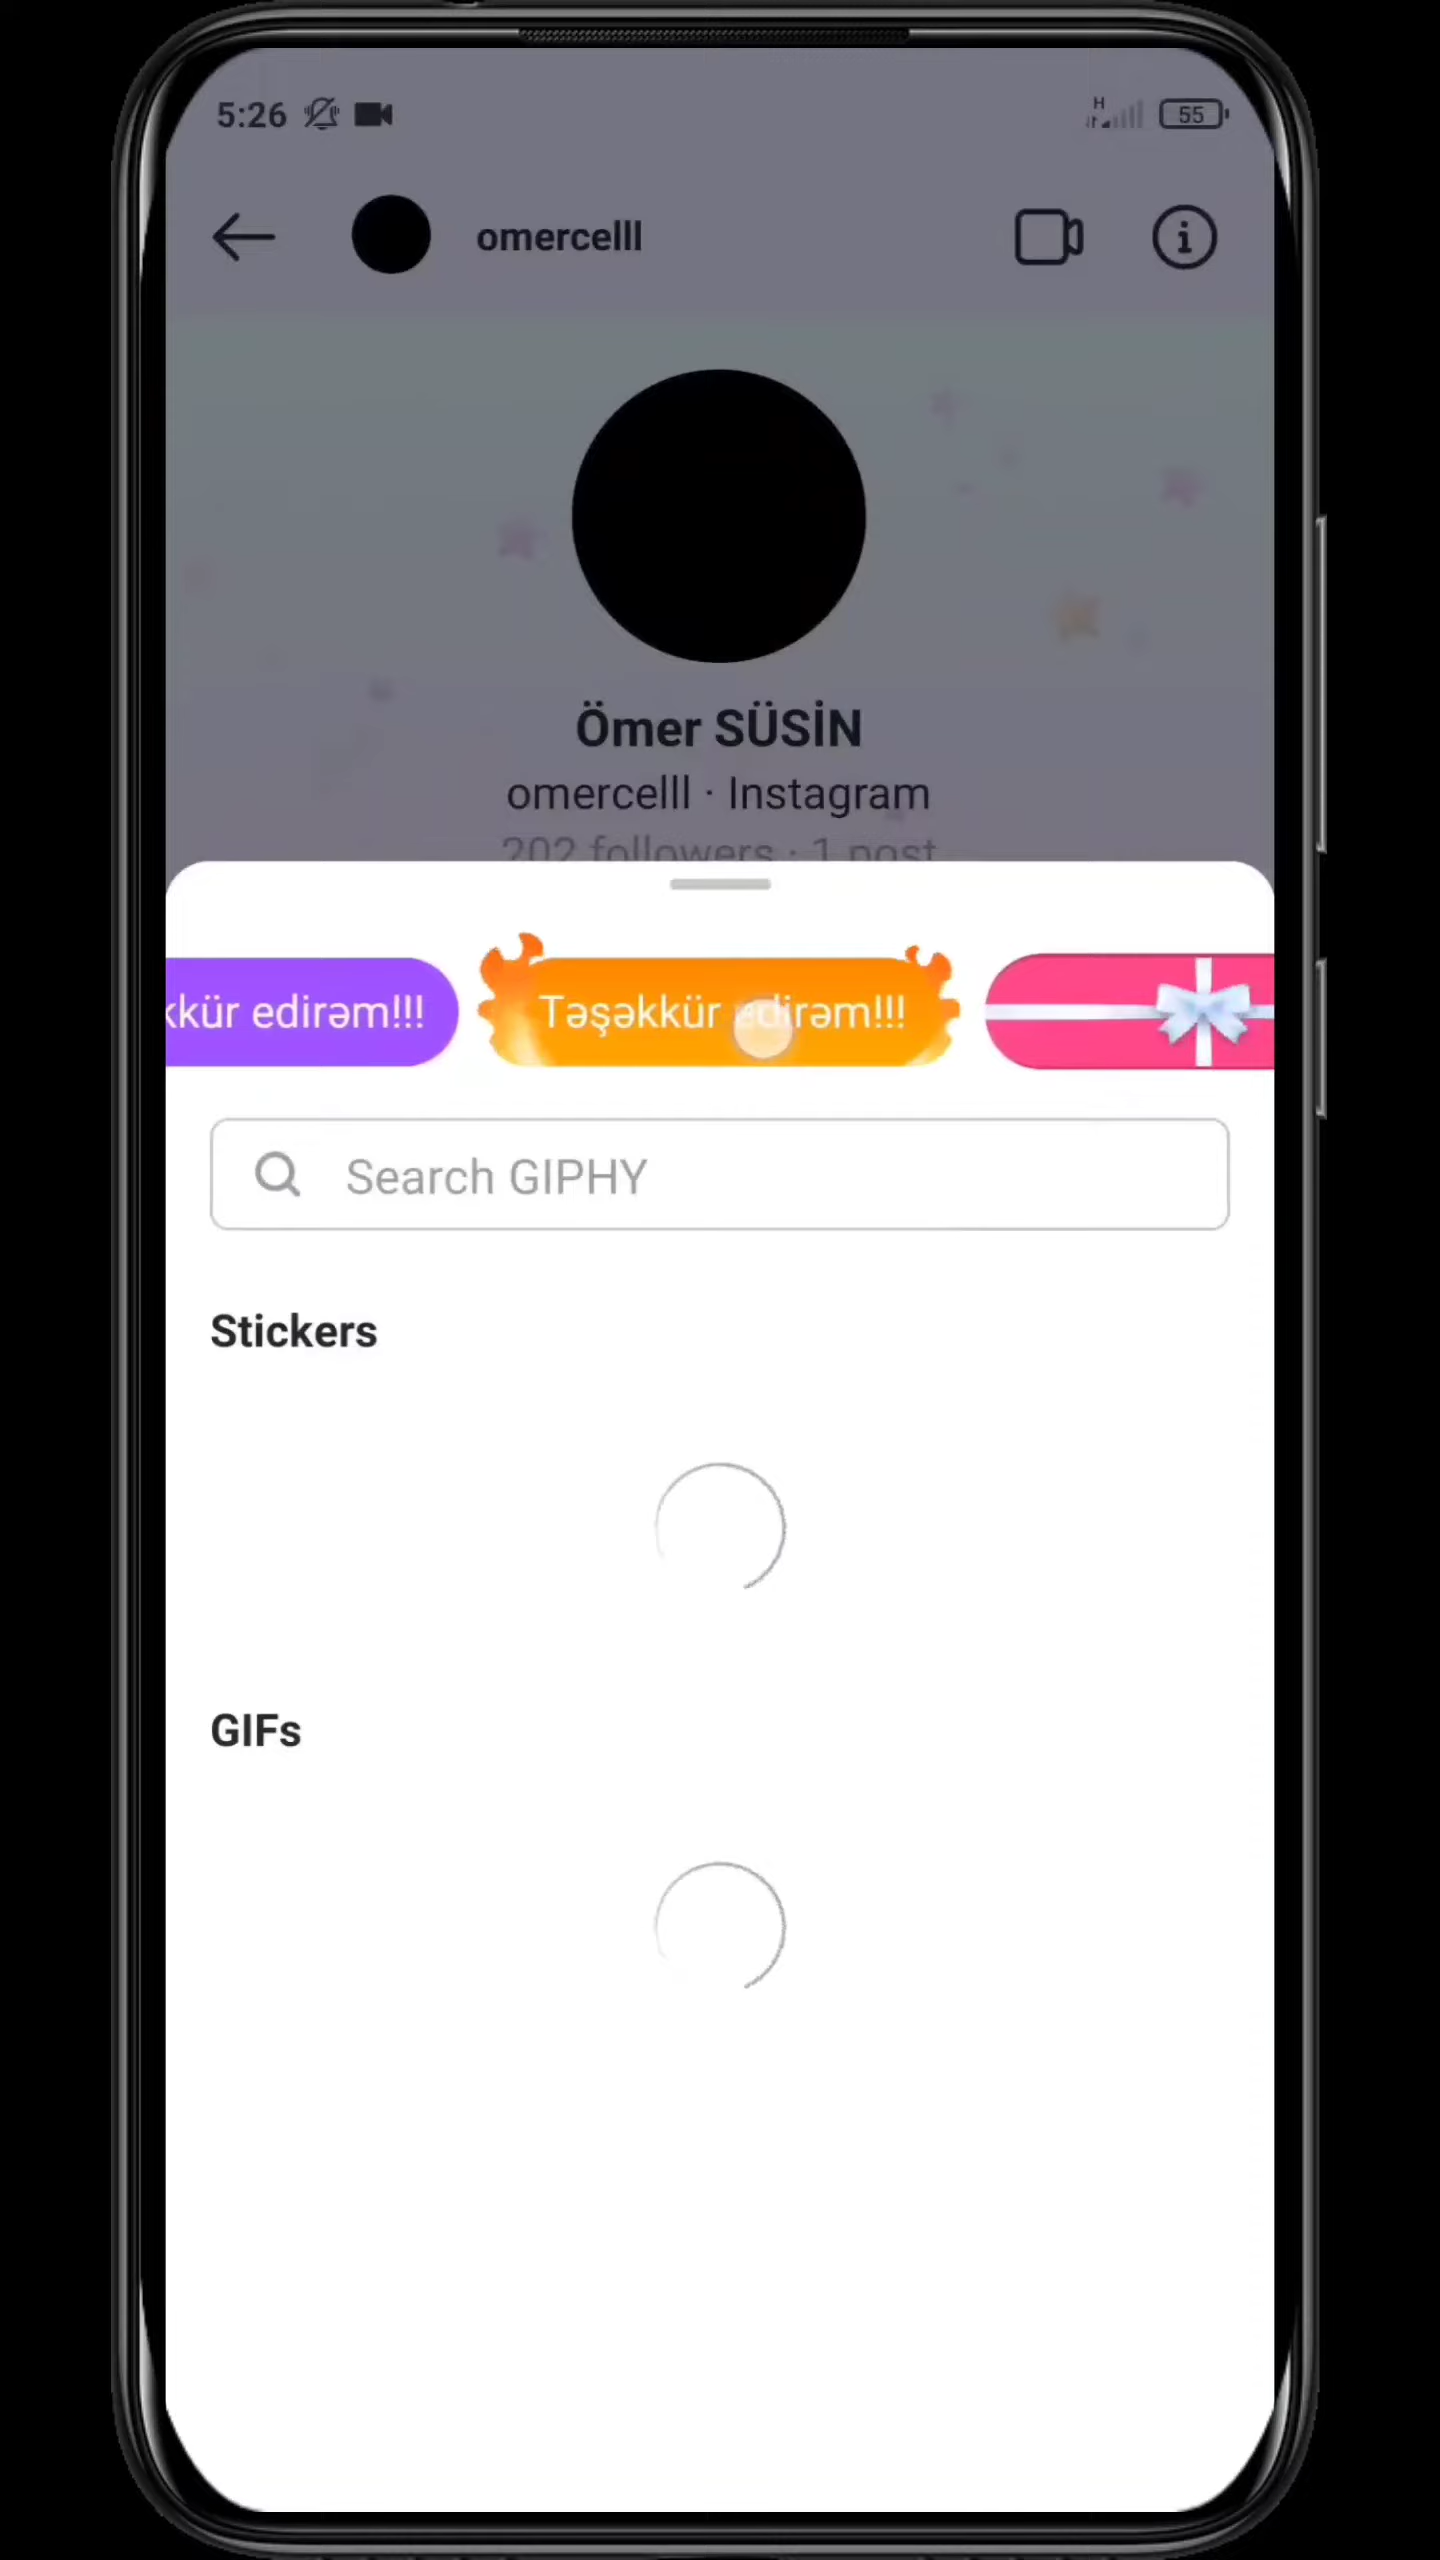 5:26
H
55
omercelll
Ömer SÜSİN
omercelll · Instagram
202 followers · 1 post
kkür edirəm!!!
Təşəkkür edirəm!!!
Search GIPHY
Stickers
GIFs